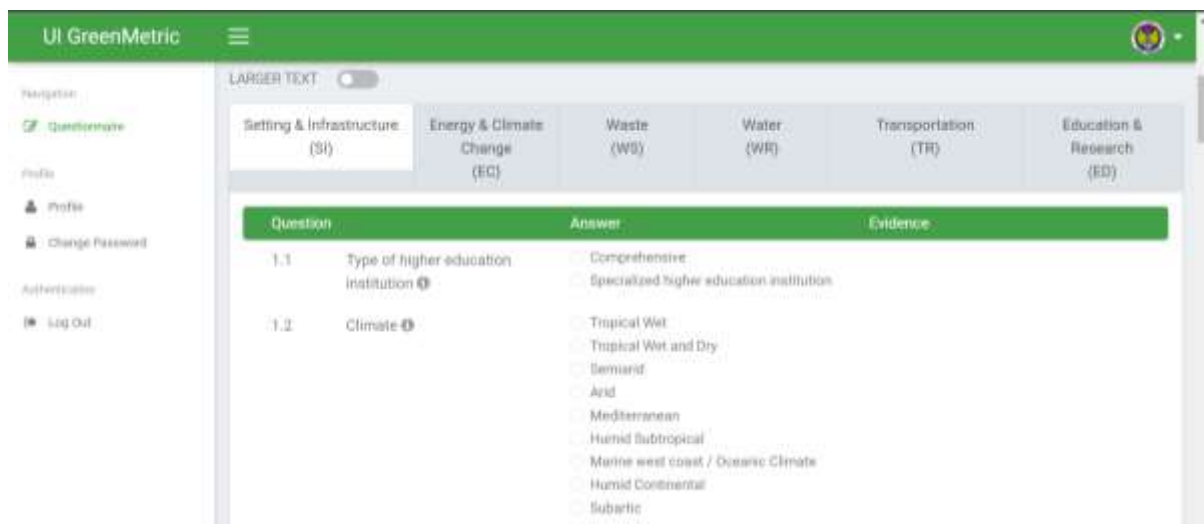 UI GreenMetric
LARGER TEXT
Navigation
Questionnaire
Profile
Profile
Change Password
Authentication
Log Out
Setting & Infrastructure
(SI)
Energy & Climate
Change
(EC)
Waste
(WS)
Water
(WR)
Transportation
(TR)
Education &
Research
(ED)
Question Answer Evidence
1.1 Type of higher education
institution
Comprehensive
Specialized higher education institution
1.2 Climate
Tropical Wet
Tropical Wet and Dry
Semiarid
Arid
Mediterranean
Humid Subtropical
Marine west coast / Oceanic Climate
Humid Continental
Subartic